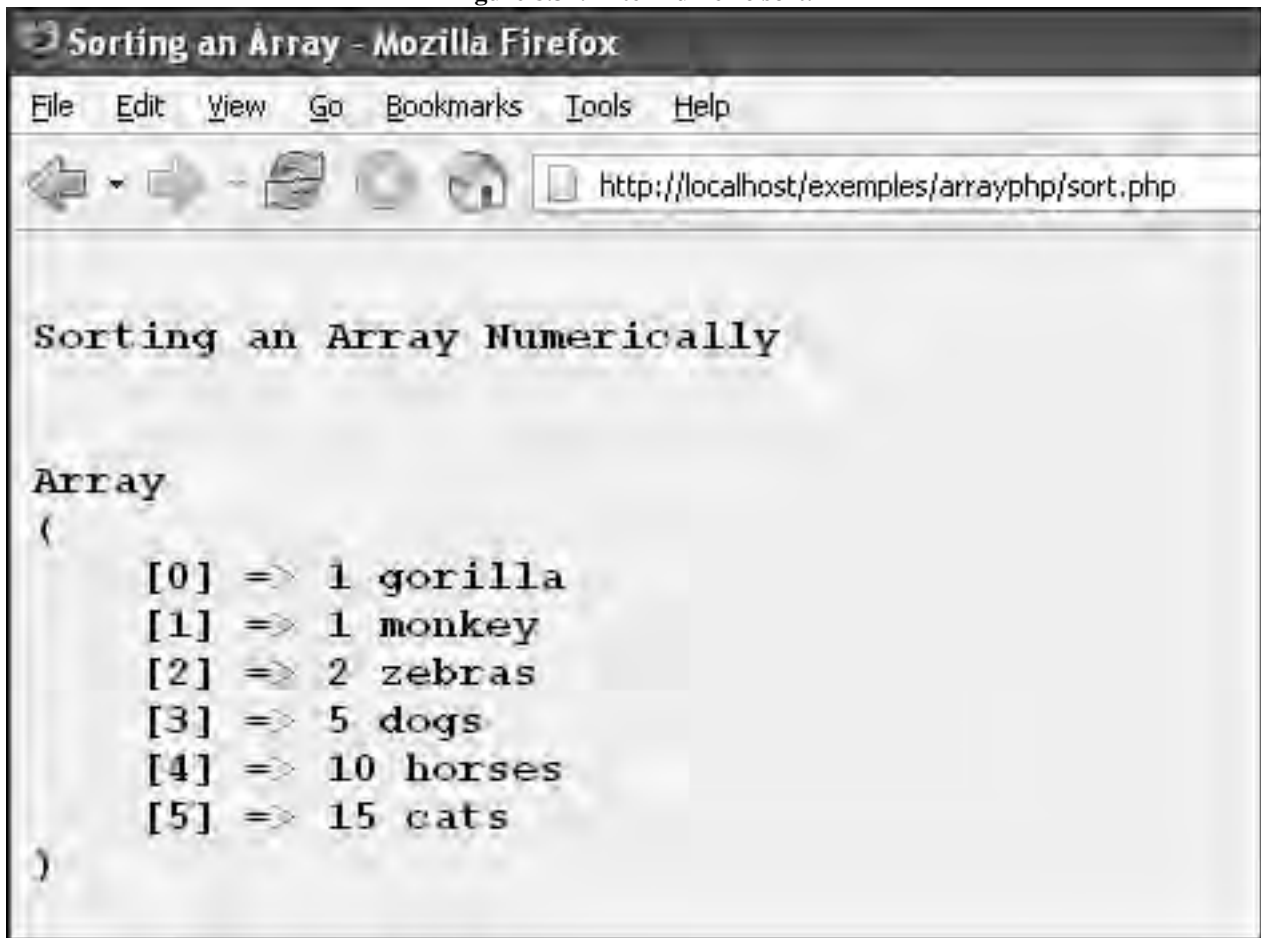 Sorting an Array - Mozilla Firefox
File Edit View Go Bookmarks Tools Help
http://localhost/exemples/arrayphp/sort.php
Sorting an Array Numerically
Array
(
[0] => 1 gorilla
[1] => 1 monkey
[2] => 2 zebras
[3] => 5 dogs
[4] => 10 horses
[5] => 15 cats
)